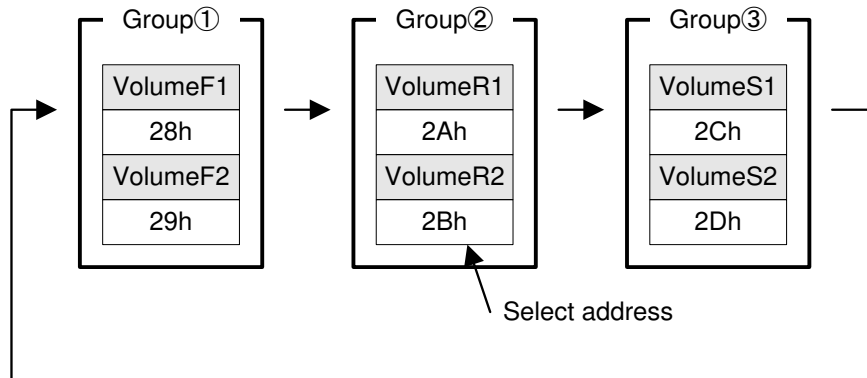 Group① Group② Group③
VolumeF1 VolumeR1 VolumeS1
28h 2Ah 2Ch
VolumeF2 VolumeR2 VolumeS2
29h 2Bh 2Dh
Select address